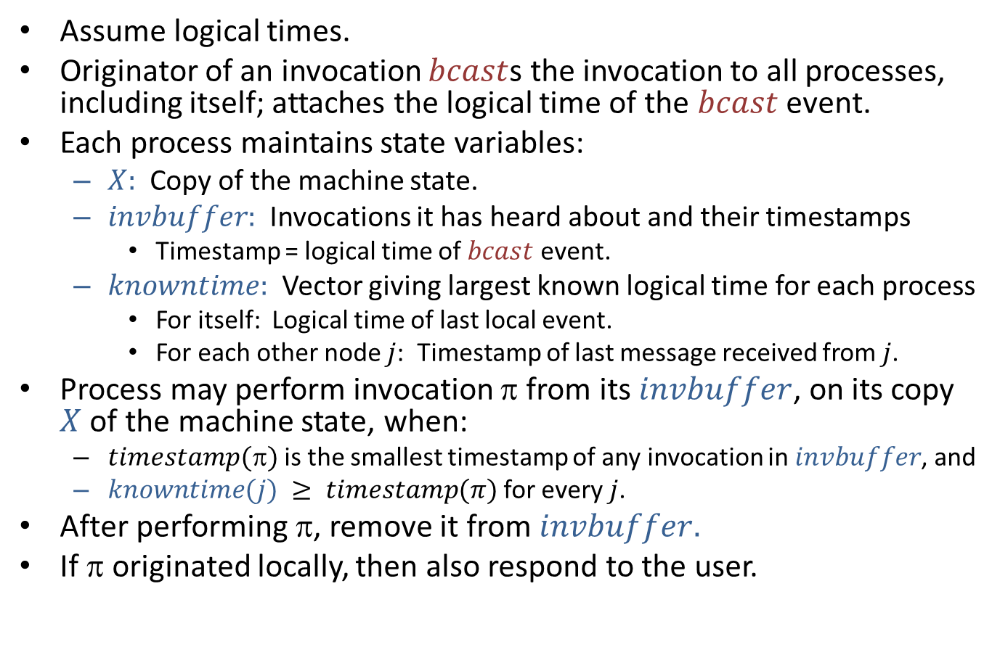 • Assume logical times.
• Originator of an invocation bcasts the invocation to all processes,
including itself; attaches the logical time of the bcast event.
• Each process maintains state variables:
– X: Copy of the machine state.
– invbuffer: Invocations it has heard about and their timestamps
• Timestamp = logical time of bcast event.
– knowntime: Vector giving largest known logical time for each process
• For itself: Logical time of last local event.
• For each other node j: Timestamp of last message received from j.
• Process may perform invocation π from its invbuffer, on its copy
X of the machine state, when:
– timestamp(π) is the smallest timestamp of any invocation in invbuffer, and
– knowntime(j) ≥ timestamp(π) for every j.
• After performing π, remove it from invbuffer.
• If π originated locally, then also respond to the user.